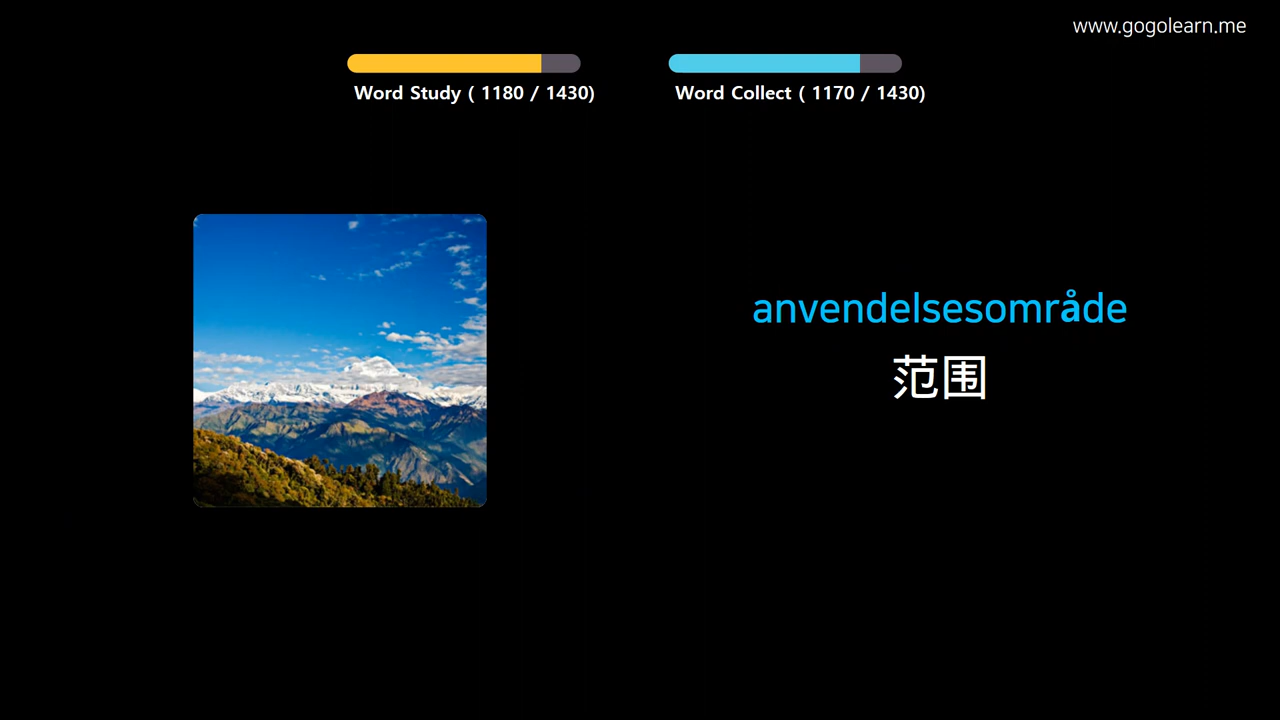 www.gogolearn.me
Word Study ( 1180 / 1430)
Word Collect ( 1170 / 1430)
anvendelsesområde
范围